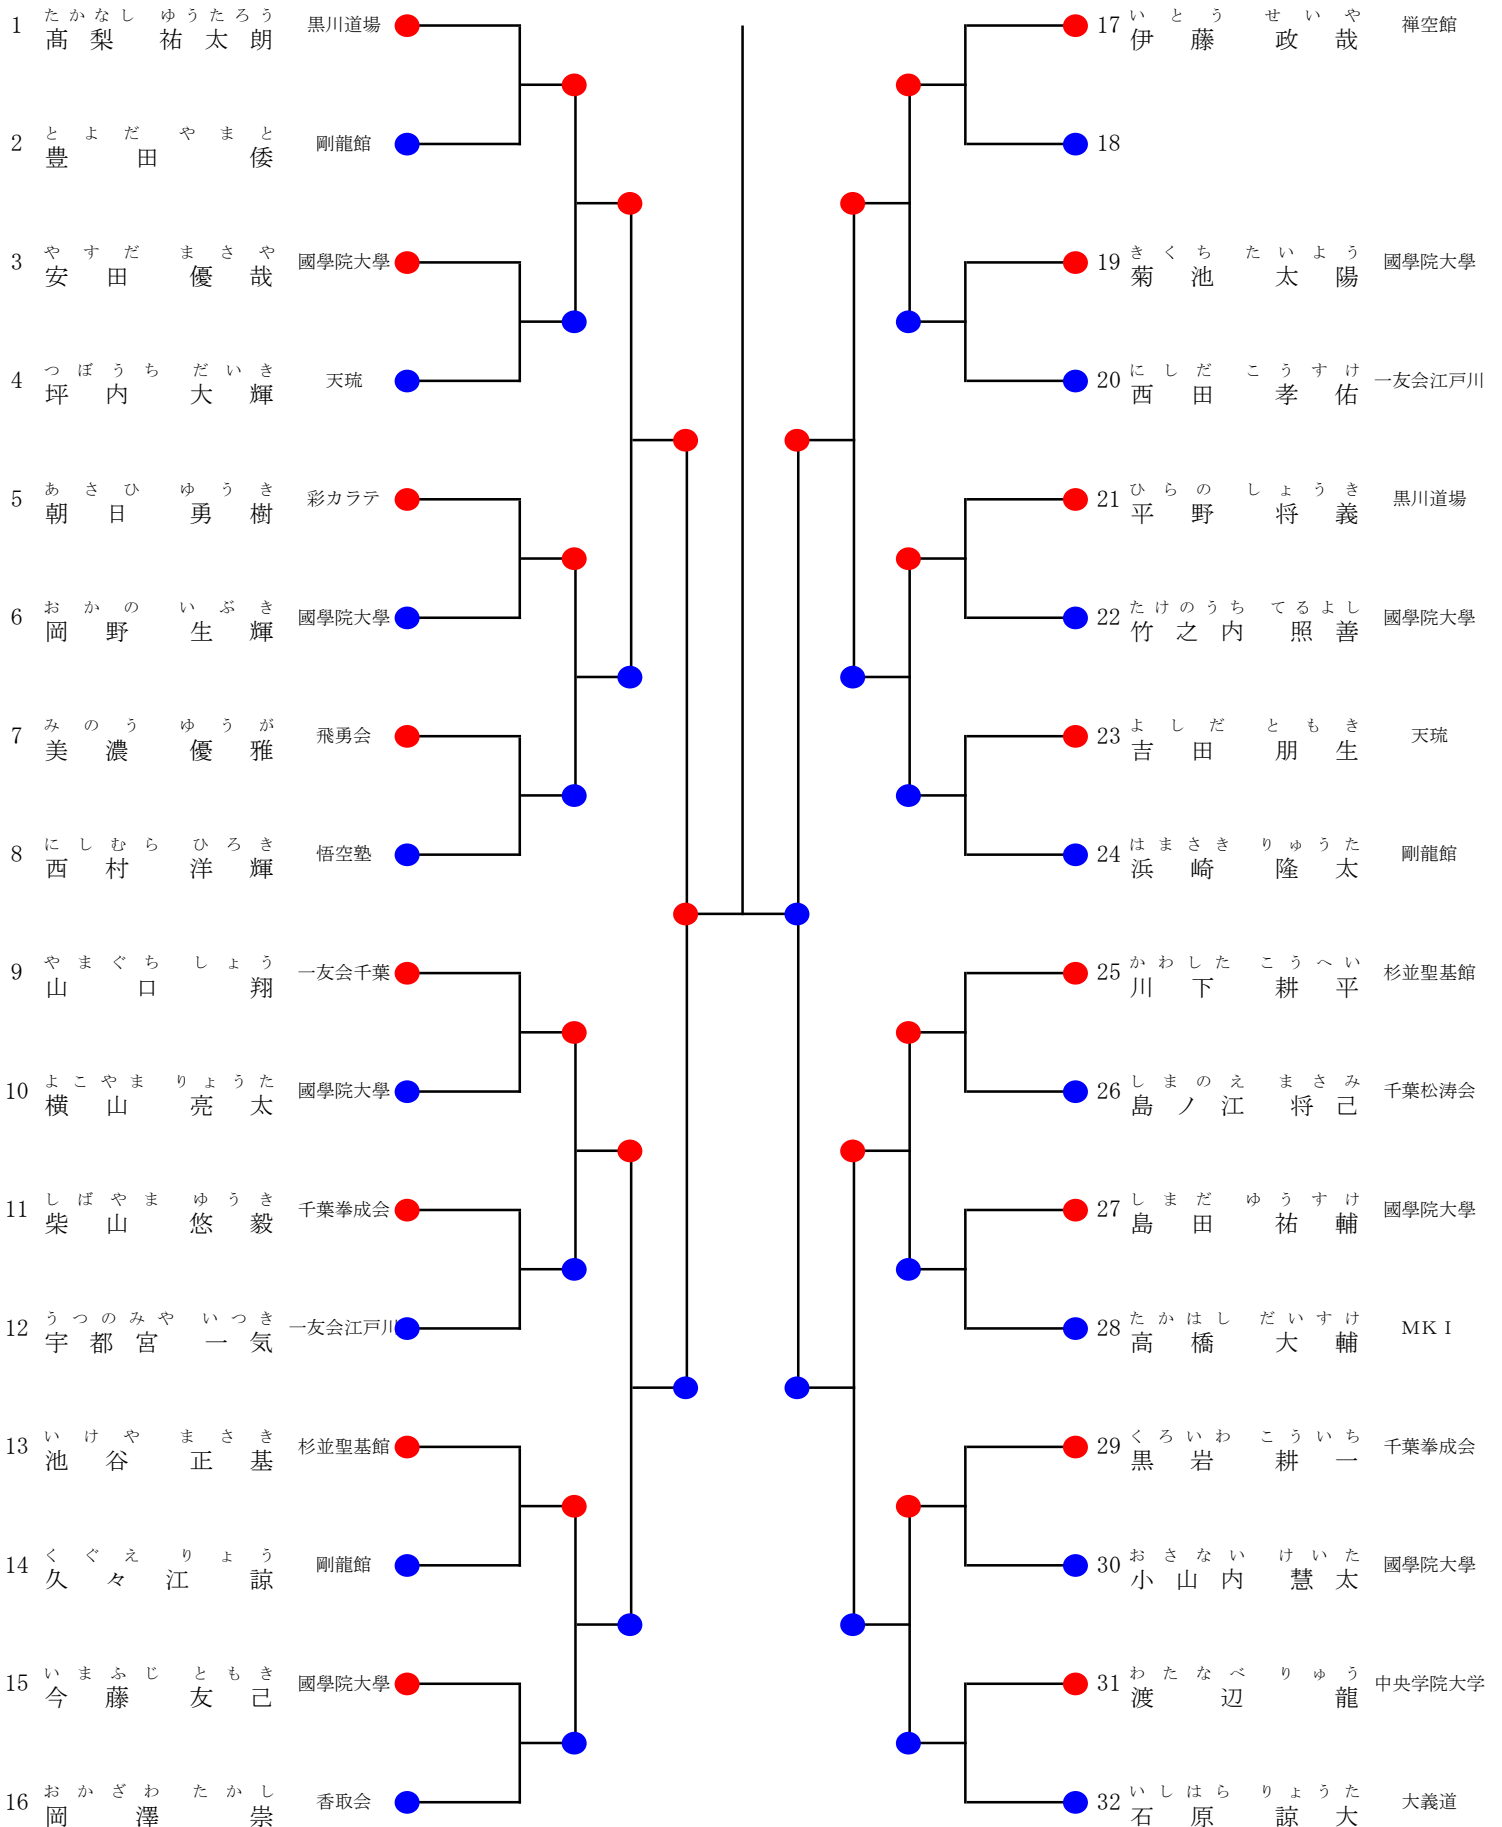 たかなし ゆうたろう
1 髙梨 祐太朗 黒川道場
とよだ やまと
2 豊田 倭 剛龍館
やすだ まさや
3 安田 優哉 國學院大學
つぼうち だいき
4 坪内 大輝 天琉
あさひ ゆうき
5 朝日 勇樹 彩カラテ
おかの いぶき
6 岡野 生輝 國學院大學
みのう ゆうが
7 美濃 優雅 飛勇会
にしむら ひろき
8 西村 洋輝 悟空塾
やまぐち しょう
9 山口 翔 一友会千葉
よこやま りょうた
10 横山 亮太 國學院大學
しばやま ゆうき
11 柴山 悠毅 千葉拳成会
うつのみや いつき
12 宇都宮 一気 一友会江戸川
いけや まさき
13 池谷 正基 杉並聖基館
くぐえ りょう
14 久々江 諒 剛龍館
いまふじ ともき
15 今藤 友己 國學院大學
おかざわ たかし
16 岡澤 崇 香取会
いとう せいや
17 伊藤 政哉 禅空館
18
きくち たいよう
19 菊池 太陽 國學院大學
にしだ こうすけ
20 西田 孝佑 一友会江戸川
ひらの しょうき
21 平野 将義 黒川道場
たけのうち てるよし
22 竹之内 照善 國學院大學
よしだ ともき
23 吉田 朋生 天琉
はまさき りゅうた
24 浜崎 隆太 剛龍館
かわした こうへい
25 川下 耕平 杉並聖基館
しまのえ まさみ
26 島ノ江 将己 千葉松涛会
しまだ ゆうすけ
27 島田 祐輔 國學院大學
たかはし だいすけ
28 高橋 大輔 MKⅠ
くろいわ こういち
29 黒岩 耕一 千葉拳成会
おさない けいた
30 小山内 慧太 國學院大學
わたなべ りゅう
31 渡辺 龍 中央学院大学
いしはら りょうた
32 石原 諒大 大義道